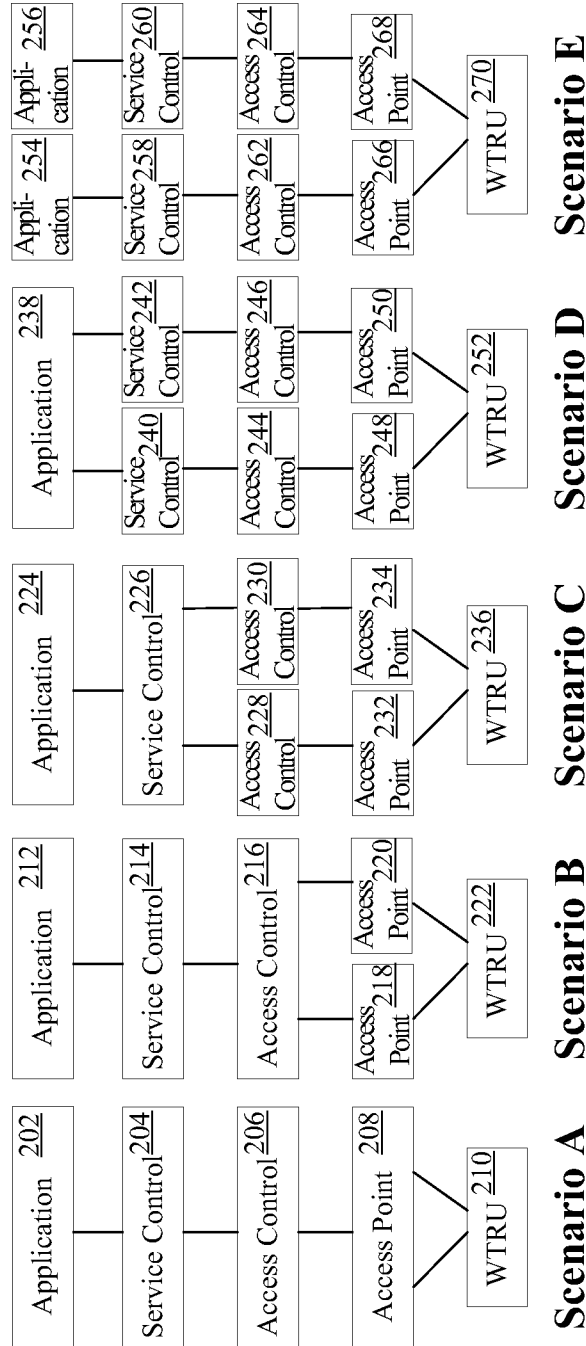 Application 202
Service Control 204
Access Control 206
Access Point 208
WTRU 210
Scenario A
Application 212
Service Control 214
Access Control 216
Access
Point 218
Access
Point 220
WTRU 222
Scenario B
Application 224
Service Control 226
Access 228
Control
Access 230
Control
Access 232
Point
Access 234
Point
WTRU 236
Scenario C
Application 238
Service 240
Control
Service 242
Control
Access 244
Control
Access 246
Control
Access 248
Point
Access 250
Point
WTRU 252
Scenario D
Appli- 254
cation
Appli- 256
cation
Service 258
Control
Service 260
Control
Access 262
Control
Access 264
Control
Access 266
Point
Access 268
Point
WTRU 270
Scenario E